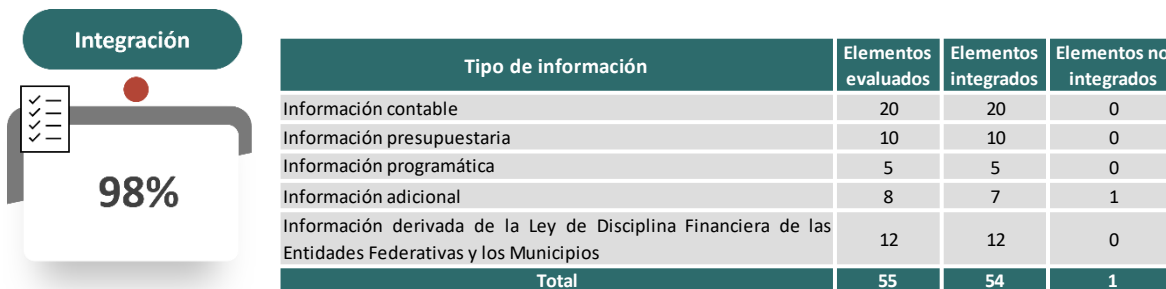 Integración
98%
Tipo de información Elementos evaluados Elementos integrados Elementos no integrados
Información contable 20 20 0
Información presupuestaria 10 10 0
Información programática 5 5 0
Información adicional 8 7 1
Información derivada de la Ley de Disciplina Financiera de las
Entidades Federativas y los Municipios 12 12 0
Total 55 54 1